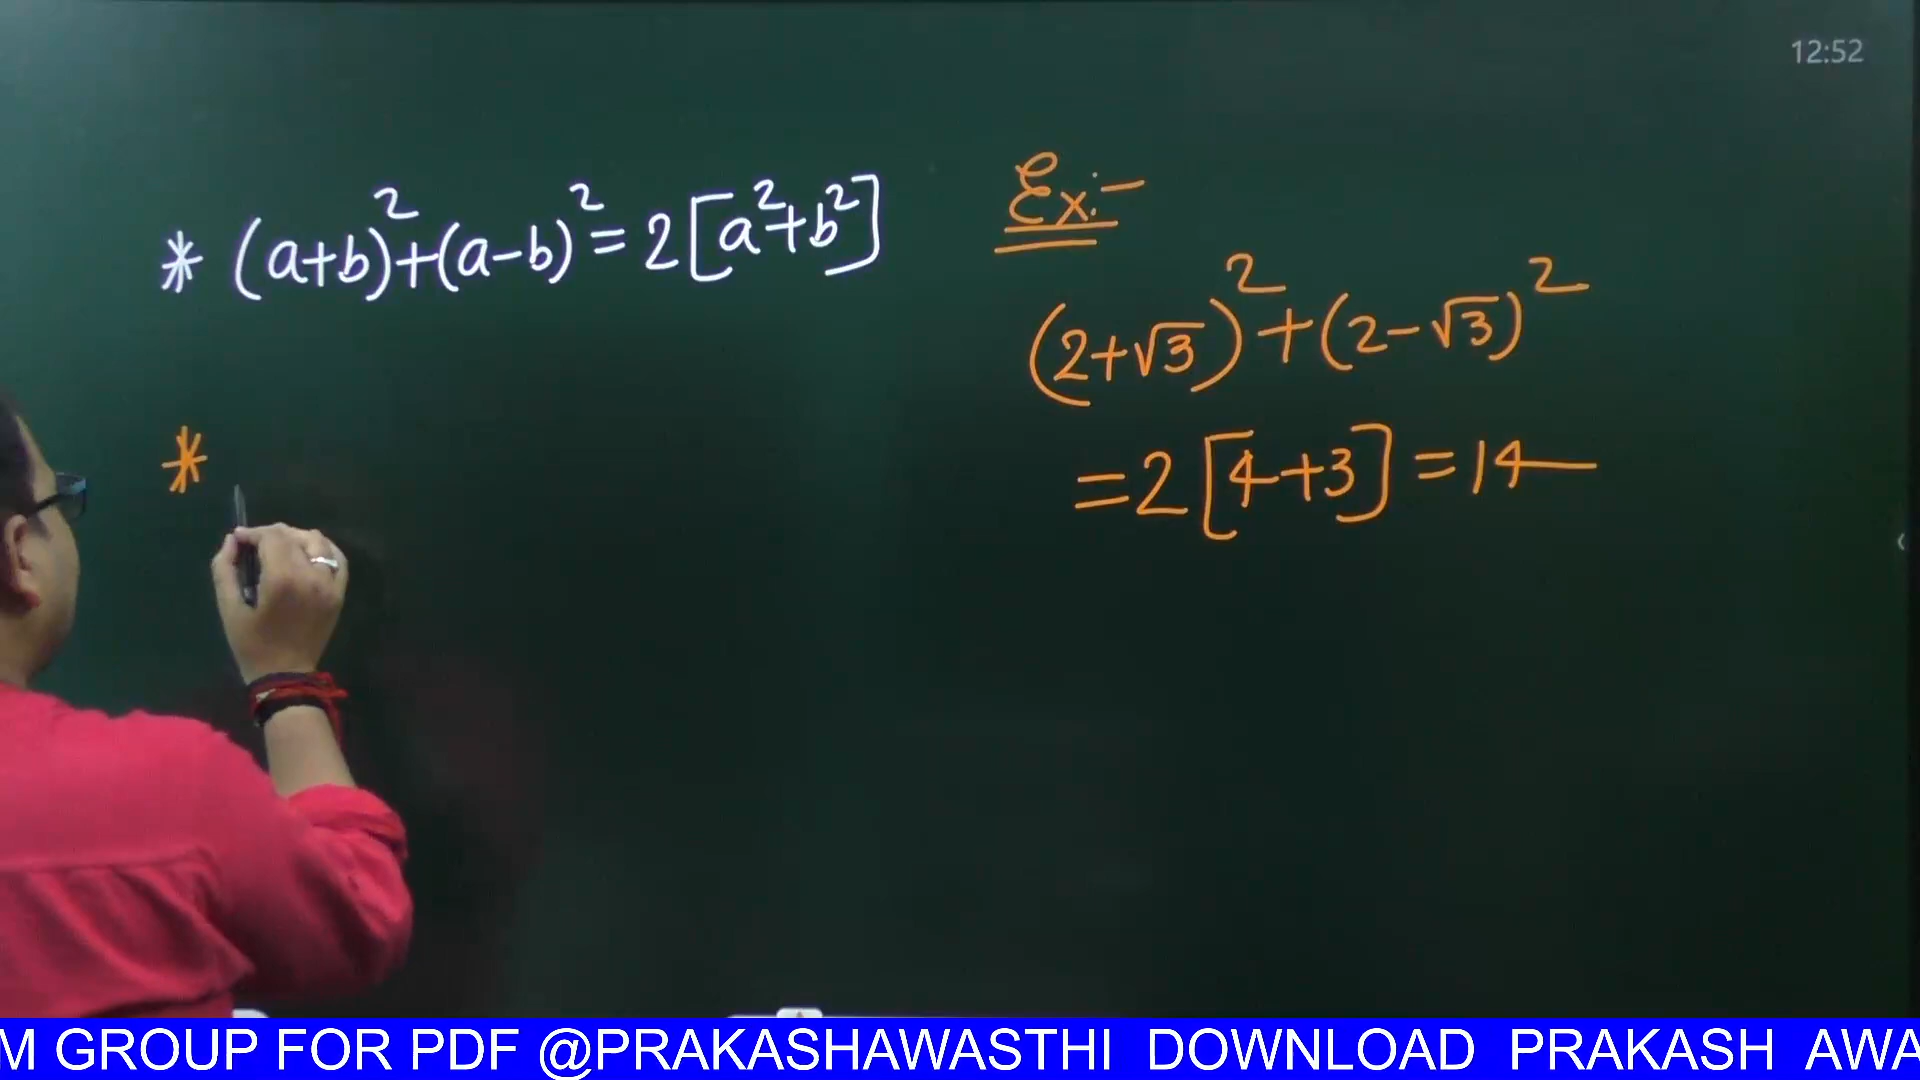 12:52
* (a+b)²+(a-b)²=2[a²+b²]
Ex:-
(2+√3)²+(2-√3)²
=2[4+3]=14
*
M GROUP FOR PDF @PRAKASHAWASTHI DOWNLOAD PRAKASH AWA